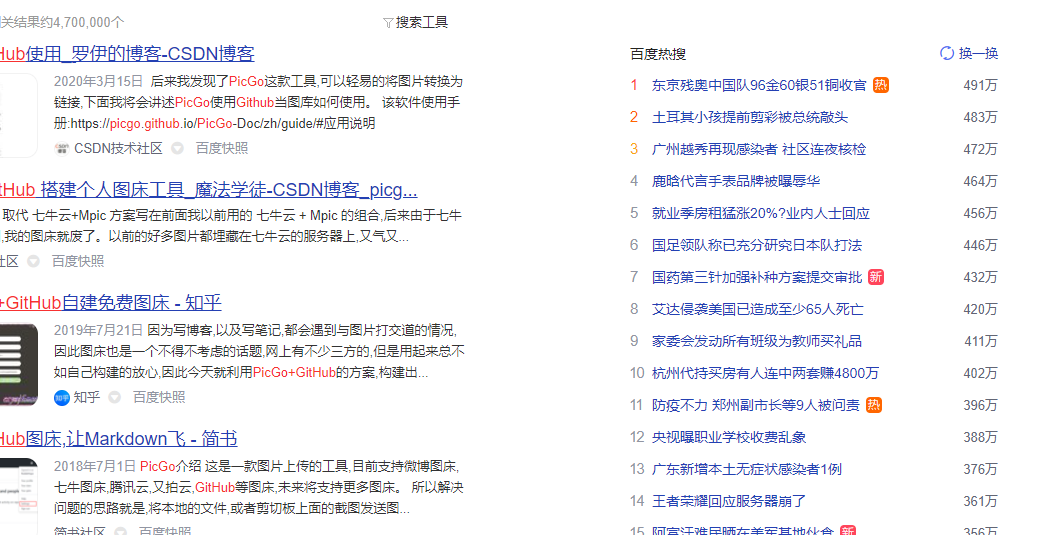 关结果约4,700,000个
搜索工具
Hub使用_罗伊的博客-CSDN博客
2020年3月15日 后来我发现了PicGo这款工具,可以轻易的将图片转换为
链接,下面我将会讲述PicGo使用Github当图库如何使用。 该软件使用手
册:https://picgo.github.io/PicGo-Doc/zh/guide/#应用说明
CSDN技术社区 百度快照
tHub 搭建个人图床工具_魔法学徒-CSDN博客_picg...
取代 七牛云+Mpic 方案写在前面我以前用的 七牛云 + Mpic 的组合,后来由于七牛
,我的图床就废了。以前的好多图片都埋藏在七牛云的服务器上,又气又...
社区 百度快照
+GitHub自建免费图床 - 知乎
2019年7月21日 因为写博客,以及写笔记,都会遇到与图片打交道的情况,
因此图床也是一个不得不考虑的话题,网上有不少三方的,但是用起来总不
如自己构建的放心,因此今天就利用PicGo+GitHub的方案,构建出...
知乎 百度快照
Hub图床,让Markdown飞 - 简书
2018年7月1日 PicGo介绍 这是一款图片上传的工具,目前支持微博图床,
七牛图床,腾讯云,又拍云,GitHub等图床,未来将支持更多图床。 所以解决
问题的思路就是,将本地的文件,或者剪切板上面的截图发送图...
简书社区 百度快照
百度热搜 换一换
1 东京残奥中国队96金60银51铜收官 热 491万
2 土耳其小孩提前剪彩被总统敲头 483万
3 广州越秀再现感染者 社区连夜核检 472万
4 鹿晗代言手表品牌被曝辱华 464万
5 就业季房租猛涨20%?业内人士回应 456万
6 国足领队称已充分研究日本队打法 446万
7 国药第三针加强补种方案提交审批 新 432万
8 艾达侵袭美国已造成至少65人死亡 420万
9 家委会发动所有班级为教师买礼品 411万
10 杭州代持买房有人连中两套赚4800万 402万
11 防疫不力 郑州副市长等9人被问责 热 396万
12 央视曝职业学校收费乱象 388万
13 广东新增本土无症状感染者1例 376万
14 王者荣耀回应服务器崩了 361万
15 阿富汗难民晒在美军基地伙食 新 356万